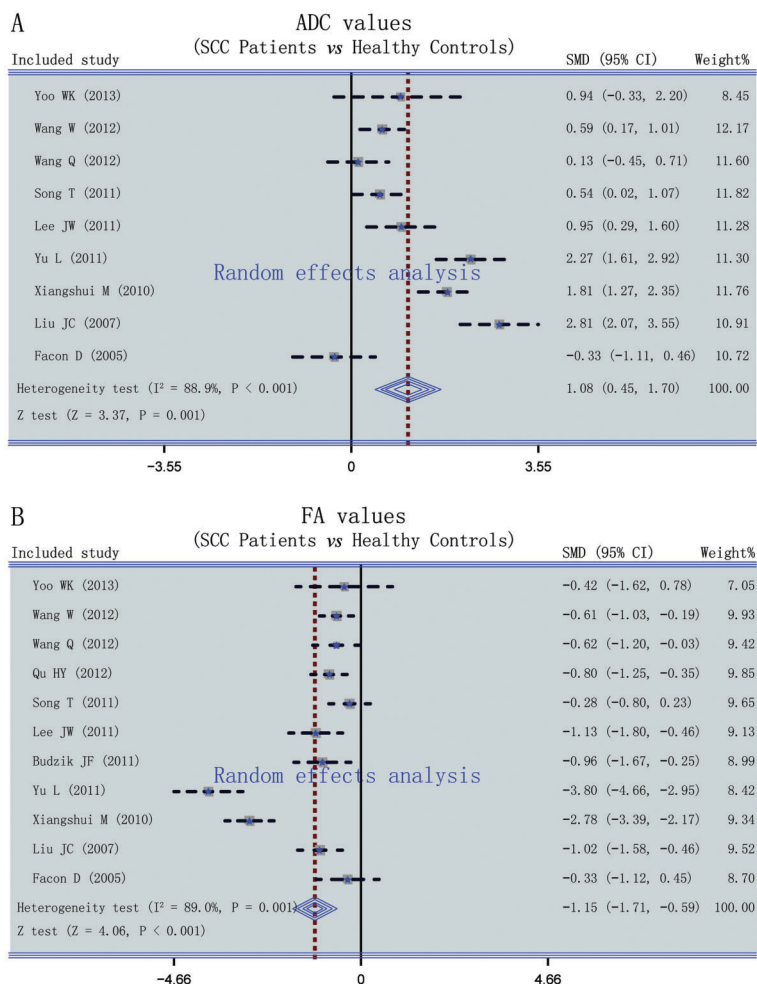 A
ADC values
(SCC Patients vs Healthy Controls)
Included study SMD (95% CI) Weight%
Yoo WK (2013) 0.94 (-0.33, 2.20) 8.45
Wang W (2012) 0.59 (0.17, 1.01) 12.17
Wang Q (2012) 0.13 (-0.45, 0.71) 11.60
Song T (2011) 0.54 (0.02, 1.07) 11.82
Lee JW (2011) 0.95 (0.29, 1.60) 11.28
Yu L (2011) 2.27 (1.61, 2.92) 11.30
Random effects analysis
Xiangshui M (2010) 1.81 (1.27, 2.35) 11.76
Liu JC (2007) 2.81 (2.07, 3.55) 10.91
Facon D (2005) -0.33 (-1.11, 0.46) 10.72
Heterogeneity test (I² = 88.9%, P < 0.001) 1.08 (0.45, 1.70) 100.00
Z test (Z = 3.37, P = 0.001)
-3.55 0 3.55
B
FA values
(SCC Patients vs Healthy Controls)
Included study SMD (95% CI) Weight%
Yoo WK (2013) -0.42 (-1.62, 0.78) 7.05
Wang W (2012) -0.61 (-1.03, -0.19) 9.93
Wang Q (2012) -0.62 (-1.20, -0.03) 9.42
Qu HY (2012) -0.80 (-1.25, -0.35) 9.85
Song T (2011) -0.28 (-0.80, 0.23) 9.65
Lee JW (2011) -1.13 (-1.80, -0.46) 9.13
Budzik JF (2011) -0.96 (-1.67, -0.25) 8.99
Random effects analysis
Yu L (2011) -3.80 (-4.66, -2.95) 8.42
Xiangshui M (2010) -2.78 (-3.39, -2.17) 9.34
Liu JC (2007) -1.02 (-1.58, -0.46) 9.52
Facon D (2005) -0.33 (-1.12, 0.45) 8.70
Heterogeneity test (I² = 89.0%, P = 0.001) -1.15 (-1.71, -0.59) 100.00
Z test (Z = 4.06, P < 0.001)
-4.66 0 4.66